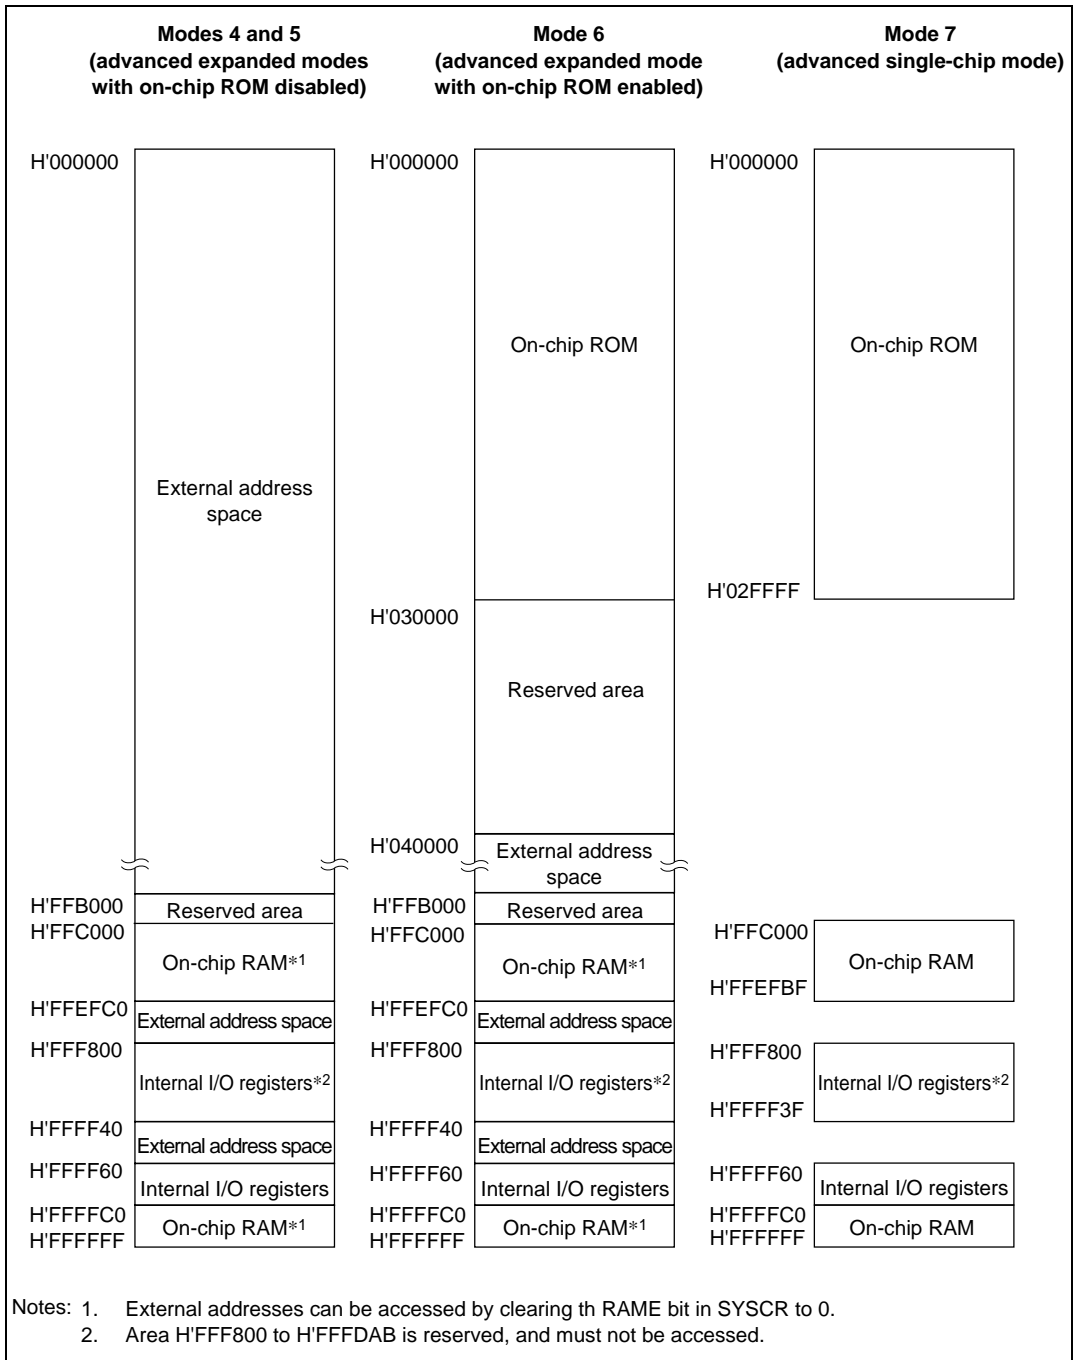 Modes 4 and 5
(advanced expanded modes
with on-chip ROM disabled)
Mode 6
(advanced expanded mode
with on-chip ROM enabled)
Mode 7
(advanced single-chip mode)
H'000000
External address
space
H'FFB000
Reserved area
H'FFC000
On-chip RAM*1
H'FFEFC0
External address space
H'FFF800
Internal I/O registers*2
H'FFFF40
External address space
H'FFFF60
Internal I/O registers
H'FFFFC0
On-chip RAM*1
H'FFFFFF
H'000000
On-chip ROM
H'030000
Reserved area
H'040000
External address
space
H'FFB000
Reserved area
H'FFC000
On-chip RAM*1
H'FFEFC0
External address space
H'FFF800
Internal I/O registers*2
H'FFFF40
External address space
H'FFFF60
Internal I/O registers
H'FFFFC0
On-chip RAM*1
H'FFFFFF
H'000000
On-chip ROM
H'02FFFF
H'FFC000
On-chip RAM
H'FFEFBF
H'FFF800
Internal I/O registers*2
H'FFFF3F
H'FFFF60
Internal I/O registers
H'FFFFC0
On-chip RAM
H'FFFFFF
Notes: 1. External addresses can be accessed by clearing th RAME bit in SYSCR to 0.
2. Area H'FFF800 to H'FFFDAB is reserved, and must not be accessed.